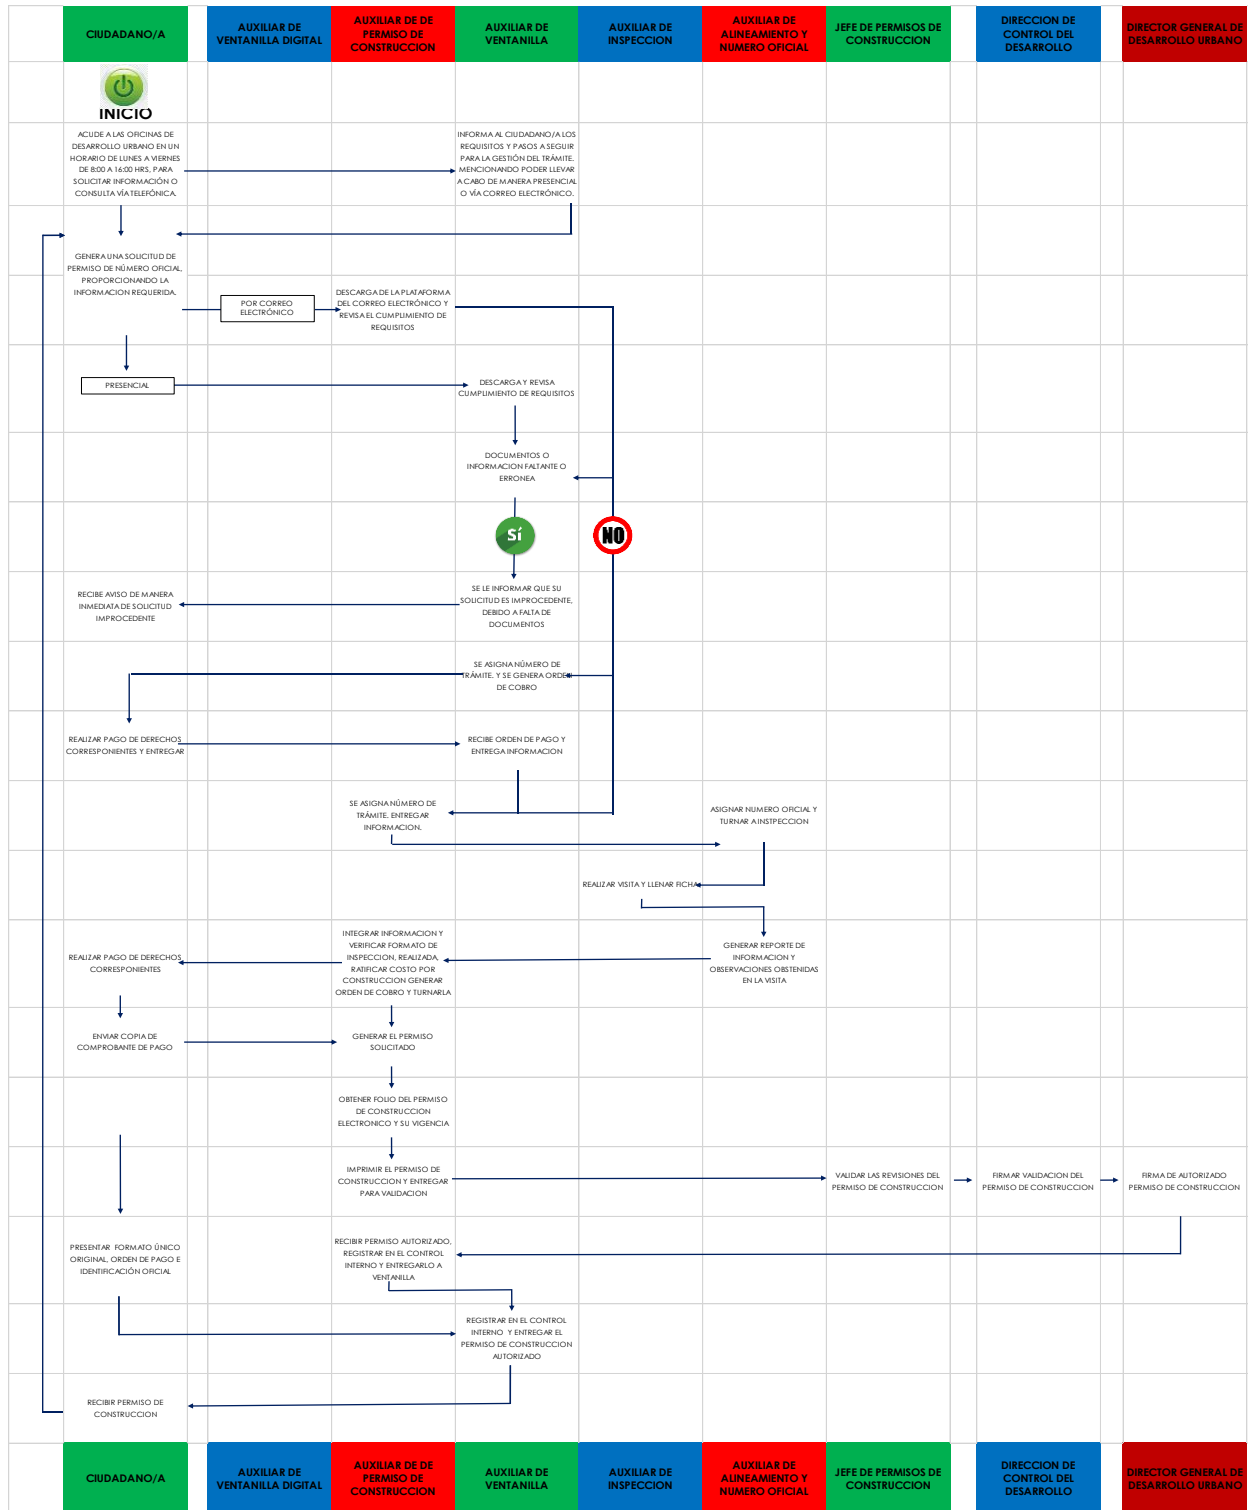 CIUDADANO/A
AUXILIAR DE
VENTANILLA DIGITAL
AUXILIAR DE DE
PERMISO DE
CONSTRUCCION
AUXILIAR DE
VENTANILLA
AUXILIAR DE
INSPECCION
AUXILIAR DE
ALINEAMIENTO Y
NUMERO OFICIAL
JEFE DE PERMISOS DE
CONSTRUCCION
DIRECCION DE
CONTROL DEL
DESARROLLO
DIRECTOR GENERAL DE
DESARROLLO URBANO
INICIO
ACUDE A LAS OFICINAS DE
DESARROLLO URBANO EN UN
HORARIO DE LUNES A VIERNES
DE 8:00 A 16:00 HRS, PARA
SOLICITAR INFORMACIÓN O
CONSULTA VÍA TELEFÓNICA.
INFORMA AL CIUDADANO/A LOS
REQUISITOS Y PASOS A SEGUIR
PARA LA GESTIÓN DEL TRÁMITE.
MENCIONANDO PODER LLEVAR
A CABO DE MANERA PRESENCIAL
O VÍA CORREO ELECTRÓNICO.
GENERA UNA SOLICITUD DE
PERMISO DE NÚMERO OFICIAL,
PROPORCIONANDO LA
INFORMACION REQUERIDA.
POR CORREO
ELECTRÓNICO
DESCARGA DE LA PLATAFORMA
DEL CORREO ELECTRÓNICO Y
REVISA EL CUMPLIMIENTO DE
REQUISITOS
PRESENCIAL
DESCARGA Y REVISA
CUMPLIMIENTO DE REQUISITOS
DOCUMENTOS O
INFORMACION FALTANTE O
ERRONEA
Sí
NO
RECIBE AVISO DE MANERA
INMEDIATA DE SOLICITUD
IMPROCEDENTE
SE LE INFORMAR QUE SU
SOLICITUD ES IMPROCEDENTE,
DEBIDO A FALTA DE
DOCUMENTOS
SE ASIGNA NÚMERO DE
TRÁMITE. Y SE GENERA ORDEN
DE COBRO
REALIZAR PAGO DE DERECHOS
CORRESPONIENTES Y ENTREGAR
RECIBE ORDEN DE PAGO Y
ENTREGA INFORMACION
SE ASIGNA NÚMERO DE
TRÁMITE. ENTREGAR
INFORMACION.
ASIGNAR NUMERO OFICIAL Y
TURNAR A INSTPECCION
REALIZAR VISITA Y LLENAR FICHA
REALIZAR PAGO DE DERECHOS
CORRESPONIENTES
INTEGRAR INFORMACION Y
VERIFICAR FORMATO DE
INSPECCION, REALIZADA,
RATIFICAR COSTO POR
CONSTRUCCION GENERAR
ORDEN DE COBRO Y TURNARLA
GENERAR REPORTE DE
INFORMACION Y
OBSERVACIONES OBSTENIDAS
EN LA VISITA
ENVIAR COPIA DE
COMPROBANTE DE PAGO
GENERAR EL PERMISO
SOLICITADO
OBTENER FOLIO DEL PERMISO
DE CONSTRUCCION
ELECTRONICO Y SU VIGENCIA
IMPRIMIR EL PERMISO DE
CONSTRUCCION Y ENTREGAR
PARA VALIDACION
VALIDAR LAS REVISIONES DEL
PERMISO DE CONSTRUCCION
FIRMAR VALIDACION DEL
PERMISO DE CONSTRUCCION
FIRMA DE AUTORIZADO
PERMISO DE CONSTRUCCION
PRESENTAR FORMATO ÚNICO
ORIGINAL, ORDEN DE PAGO E
IDENTIFICACIÓN OFICIAL
RECIBIR PERMISO AUTORIZADO,
REGISTRAR EN EL CONTROL
INTERNO Y ENTREGARLO A
VENTANILLA
REGISTRAR EN EL CONTROL
INTERNO Y ENTREGAR EL
PERMISO DE CONSTRUCCION
AUTORIZADO
RECIBIR PERMISO DE
CONSTRUCCION
CIUDADANO/A
AUXILIAR DE
VENTANILLA DIGITAL
AUXILIAR DE DE
PERMISO DE
CONSTRUCCION
AUXILIAR DE
VENTANILLA
AUXILIAR DE
INSPECCION
AUXILIAR DE
ALINEAMIENTO Y
NUMERO OFICIAL
JEFE DE PERMISOS DE
CONSTRUCCION
DIRECCION DE
CONTROL DEL
DESARROLLO
DIRECTOR GENERAL DE
DESARROLLO URBANO